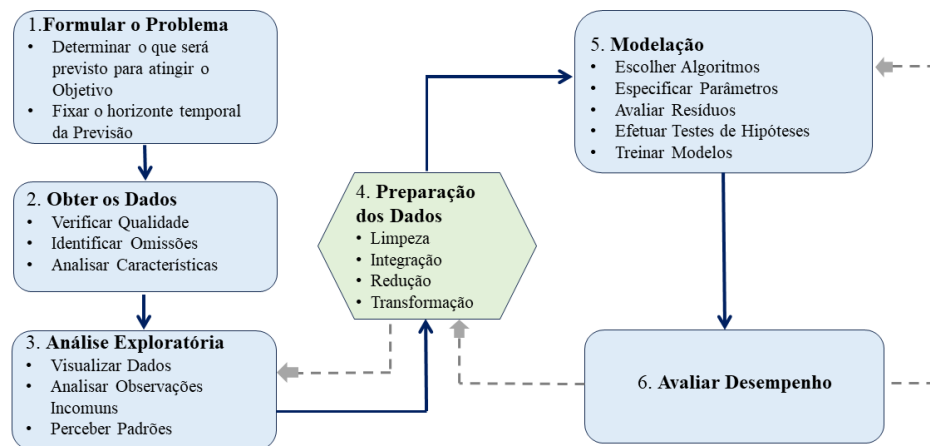 1.Formular o Problema
• Determinar o que será
previsto para atingir o
Objetivo
• Fixar o horizonte temporal
da Previsão
2. Obter os Dados
• Verificar Qualidade
• Identificar Omissões
• Analisar Características
3. Análise Exploratória
• Visualizar Dados
• Analisar Observações
Incomuns
• Perceber Padrões
4. Preparação
dos Dados
• Limpeza
• Integração
• Redução
• Transformação
5. Modelação
• Escolher Algoritmos
• Especificar Parâmetros
• Avaliar Resíduos
• Efetuar Testes de Hipóteses
• Treinar Modelos
6. Avaliar Desempenho